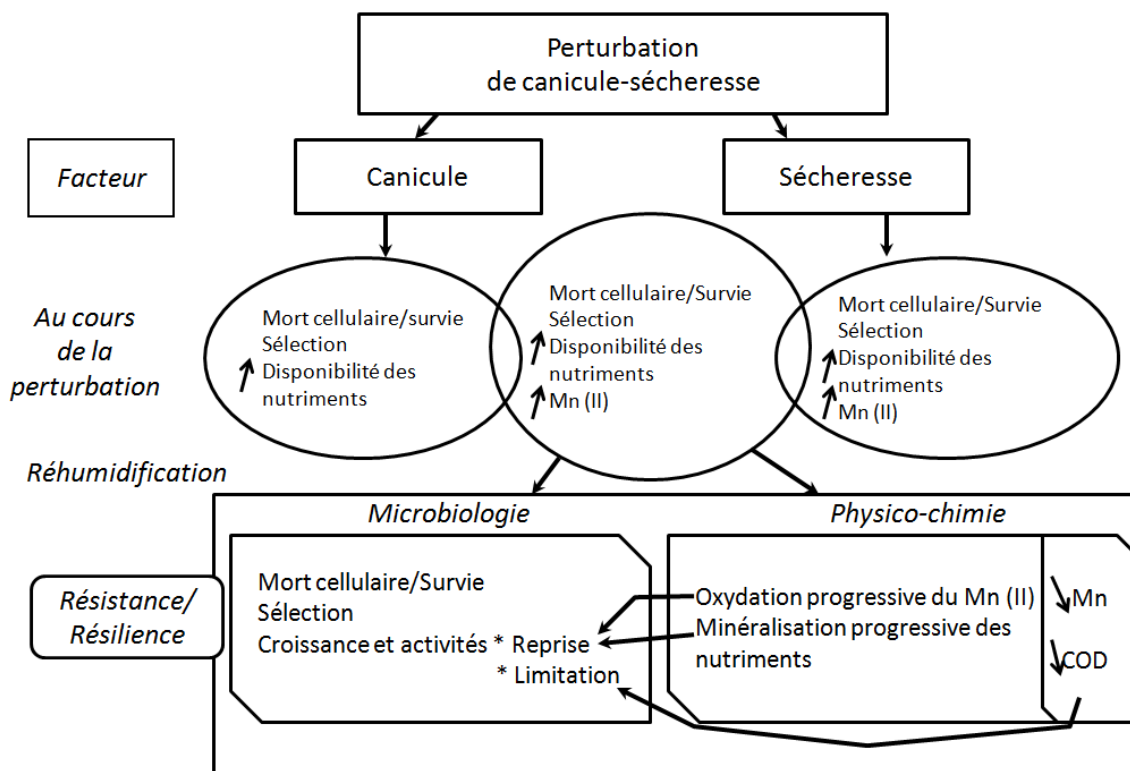 Perturbation
de canicule-sécheresse
Facteur
Canicule
Sécheresse
Au cours
de la
perturbation
Mort cellulaire/survie
Sélection
Disponibilité des
nutriments
Mort cellulaire/Survie
Sélection
Disponibilité des
nutriments
Mn (II)
Mort cellulaire/Survie
Sélection
Disponibilité des
nutriments
Mn (II)
Réhumidification
Microbiologie
Physico-chimie
Résistance/
Résilience
Mort cellulaire/Survie
Sélection
Croissance et activités * Reprise
* Limitation
Oxydation progressive du Mn (II)
Minéralisation progressive des
nutriments
Mn
COD